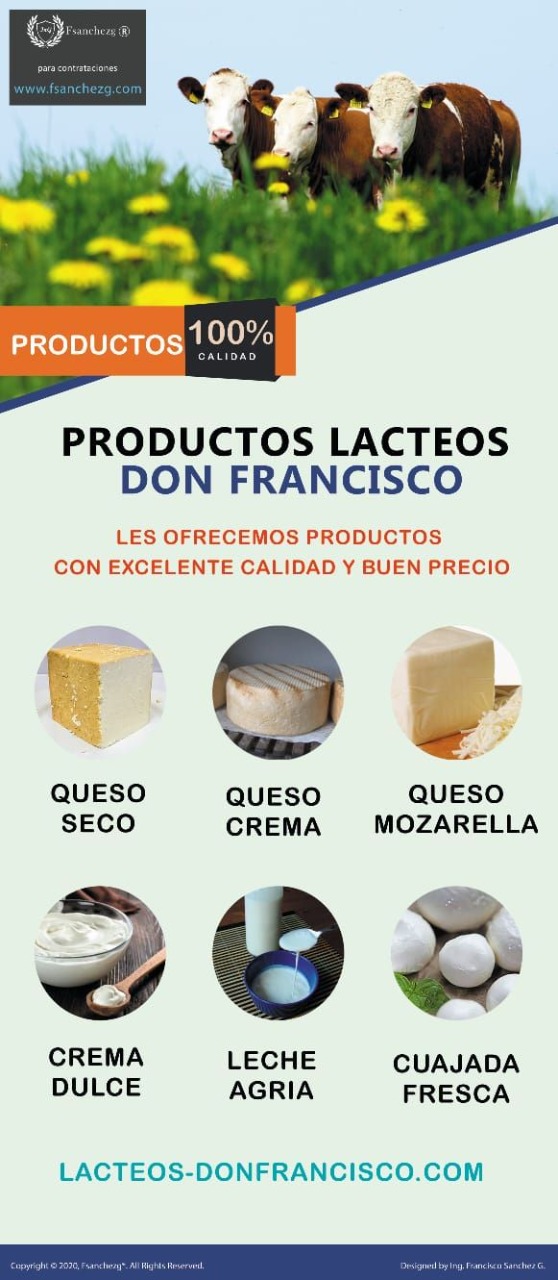 Fsanchezg ®
para contrataciones
www.fsanchezg.com
PRODUCTOS
100%
CALIDAD
PRODUCTOS LACTEOS
DON FRANCISCO
LES OFRECEMOS PRODUCTOS
CON EXCELENTE CALIDAD Y BUEN PRECIO
QUESO
SECO
QUESO
CREMA
QUESO
MOZARELLA
CREMA
DULCE
LECHE
AGRIA
CUAJADA
FRESCA
LACTEOS-DONFRANCISCO.COM
Copyright © 2020, Fsanchezg®. All Rights Reserved.
Designed by Ing. Francisco Sanchez G.